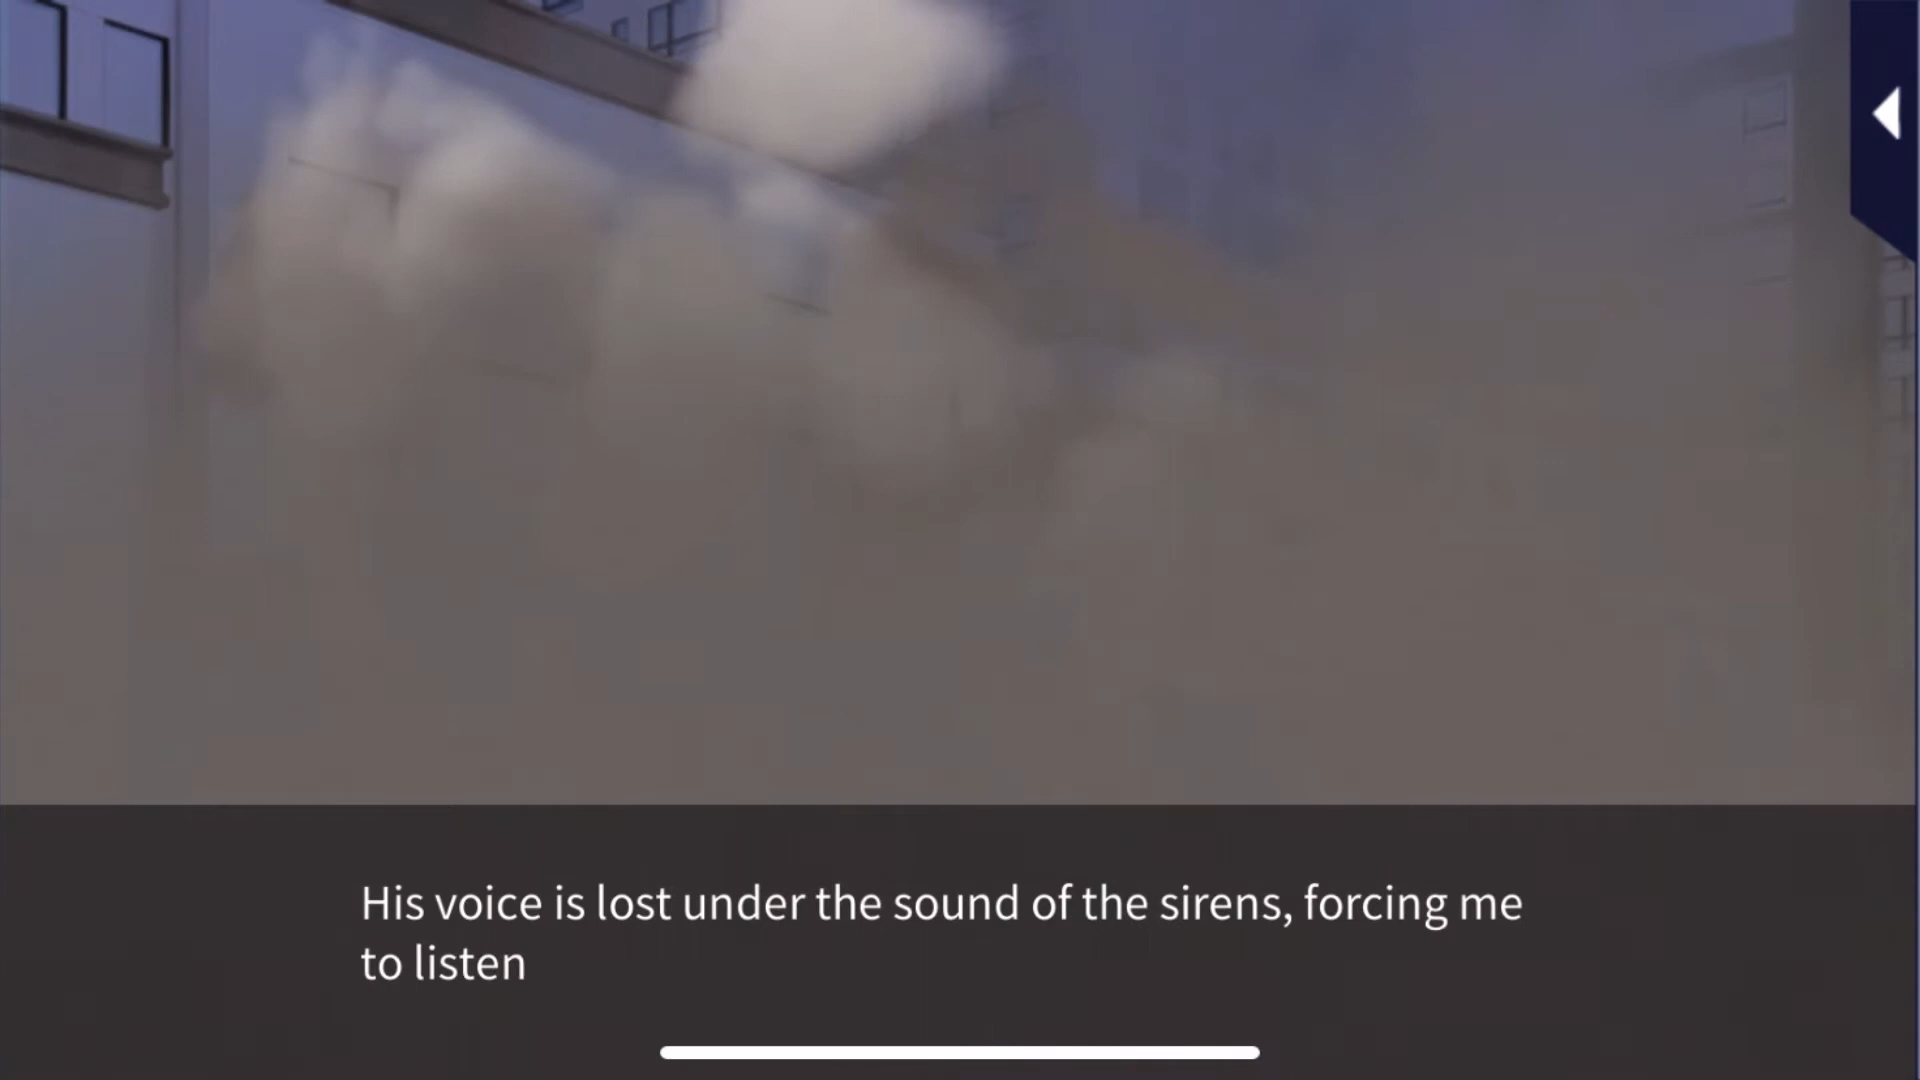 His voice is lost under the sound of the sirens, forcing me
to listen